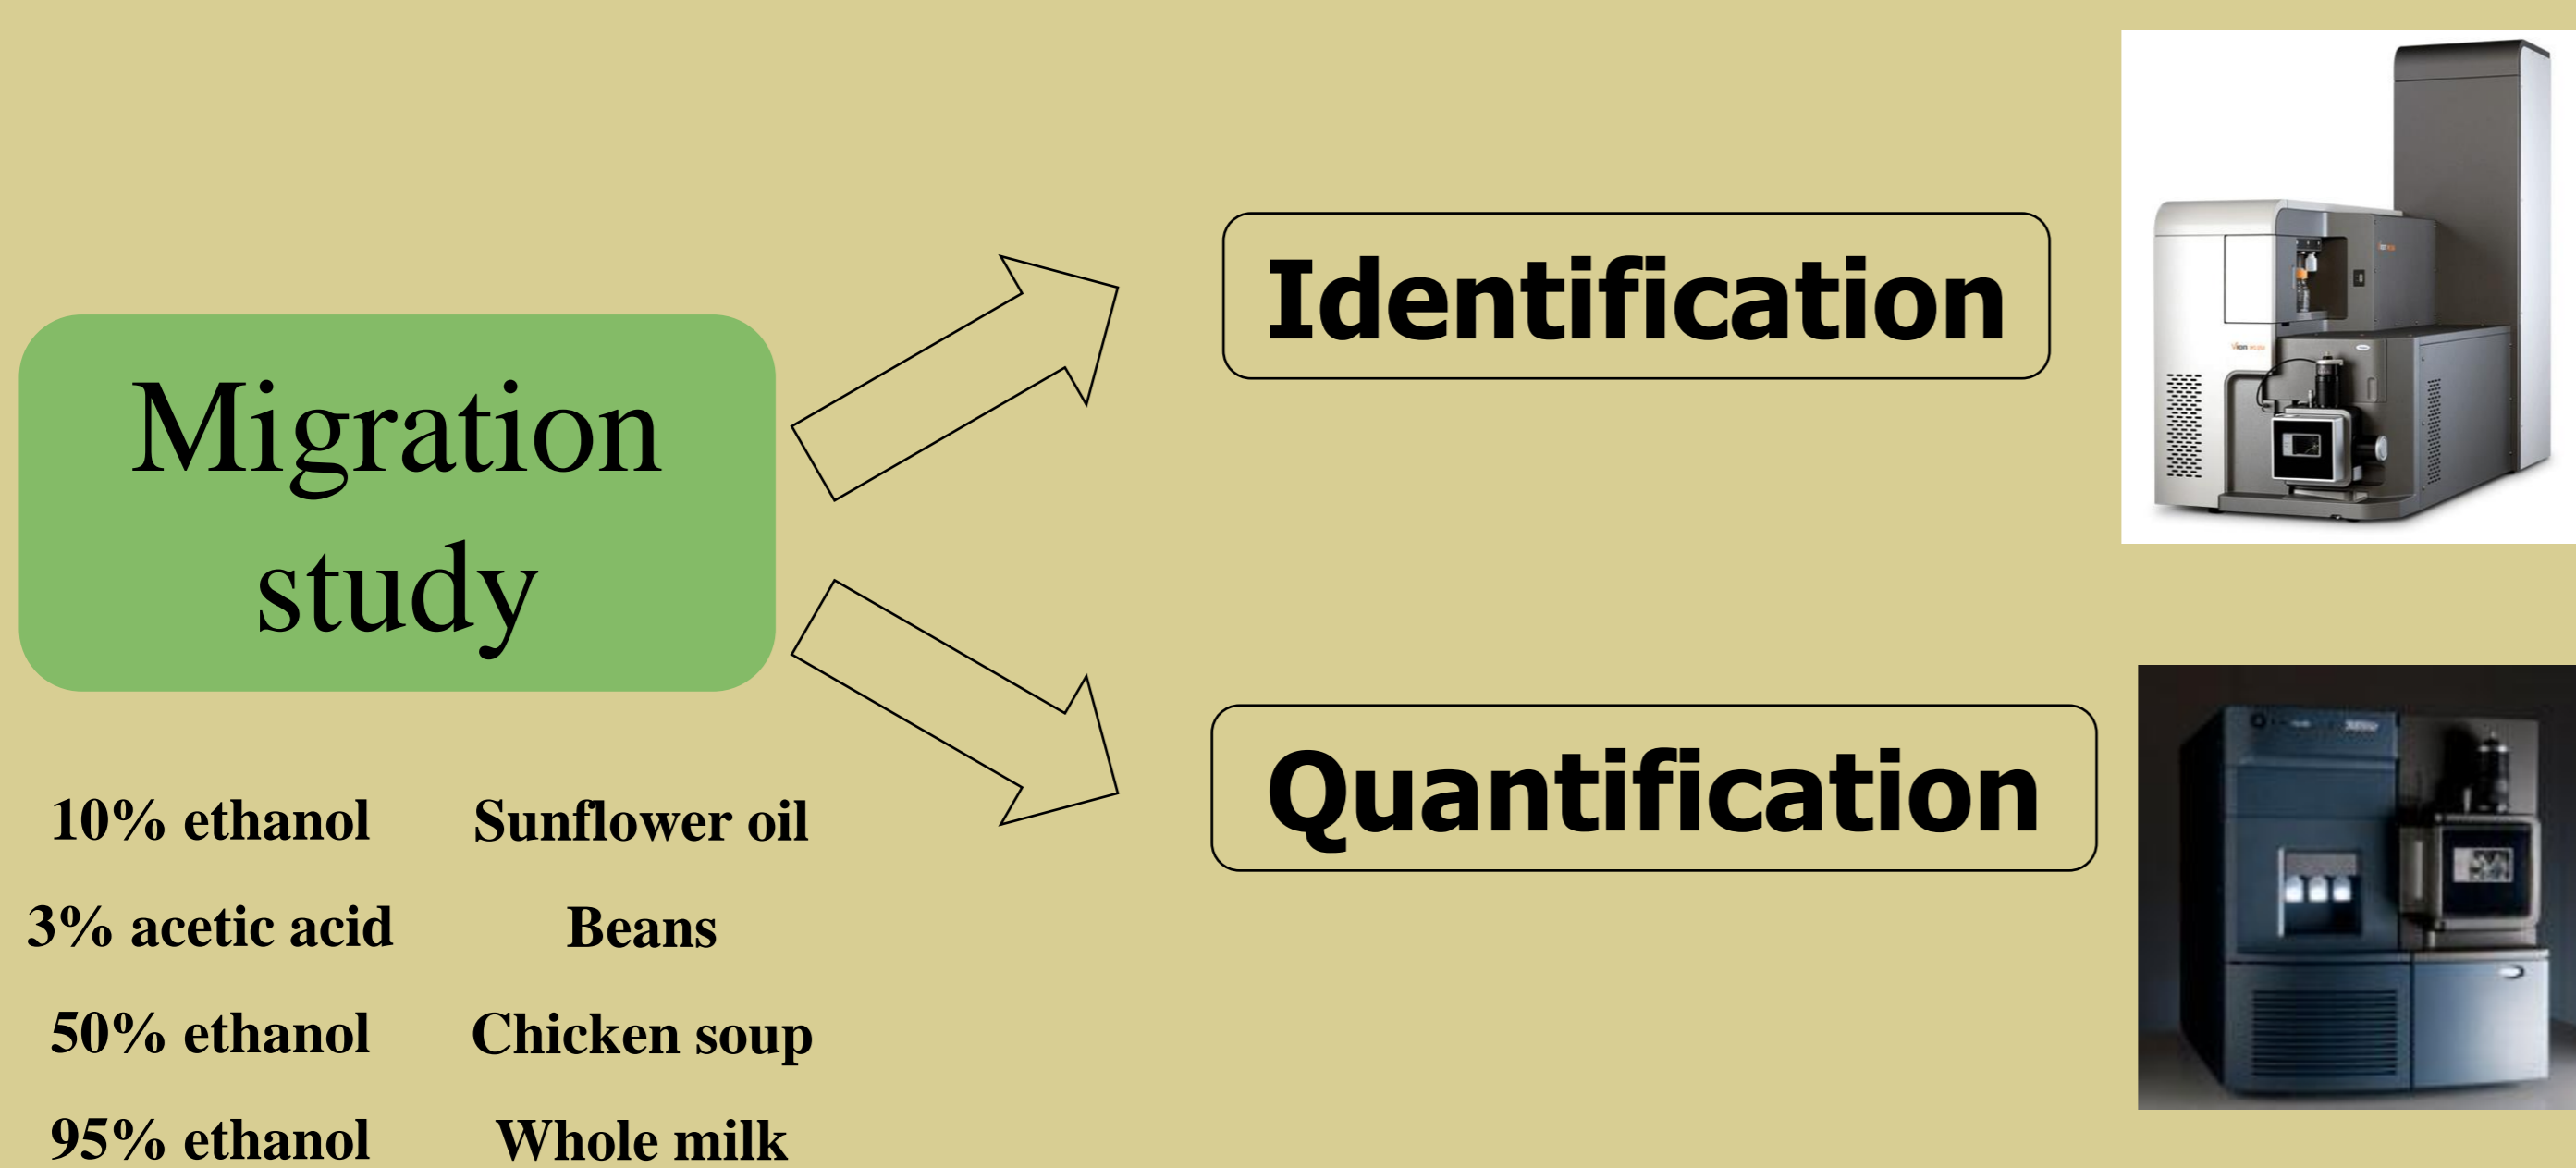 Migration
study
Identification
Quantification
10% ethanol
Sunflower oil
3% acetic acid
Beans
50% ethanol
Chicken soup
95% ethanol
Whole milk
Vion